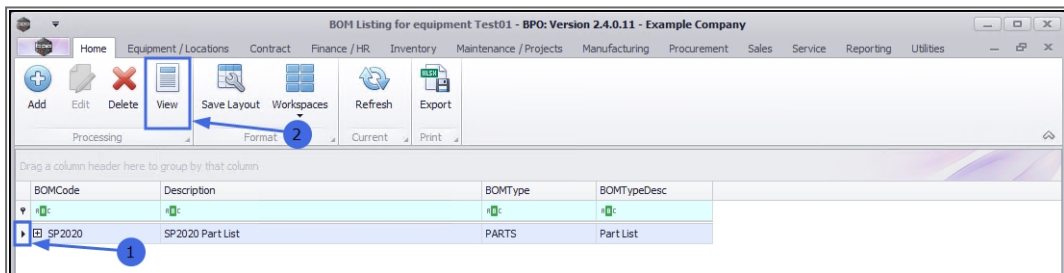 BOM Listing for equipment Test01 - BPO: Version 2.4.0.11 - Example Company
Home Equipment / Locations Contract Finance / HR Inventory Maintenance / Projects Manufacturing Procurement Sales Service Reporting Utilities
Add Edit Delete View Save Layout Workspaces Refresh Export
2
Processing Format Current Print
Drag a column header here to group by that column
BOMCode Description BOMType BOMTypeDesc
SP2020 SP2020 Part List PARTS Part List
1